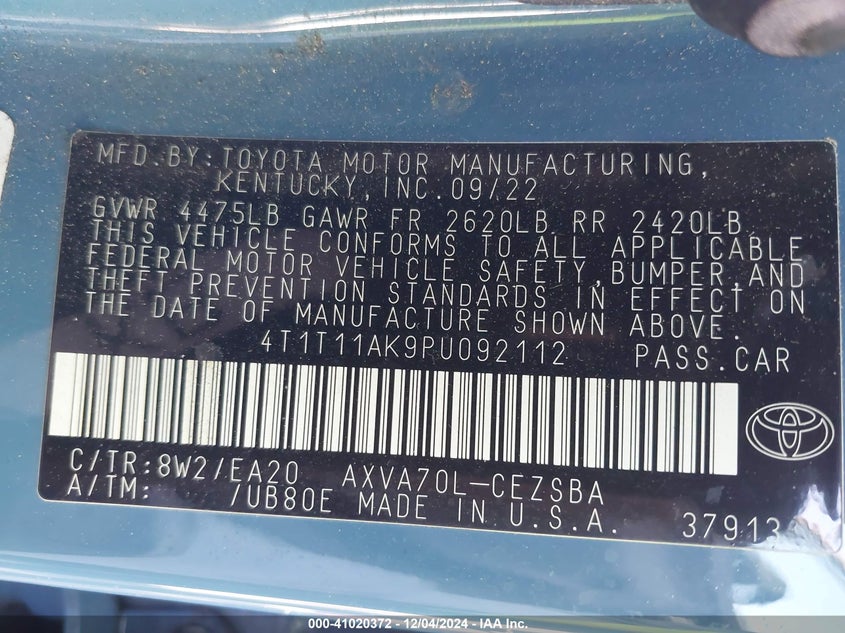 MFD.BY:TOYOTA MOTOR MANUFACTURING,
KENTUCKY,INC.09/22
GVWR 4475LB GAWR FR 2620LB RR 2420LB
THIS VEHICLE CONFORMS TO ALL APPLICABLE
FEDERAL MOTOR VEHICLE SAFETY,BUMPER,AND
THEFT PREVENTION STANDARDS IN EFFECT ON
THE DATE OF MANUFACTURE SHOWN ABOVE.
4T1T11AK9PU092112 PASS.CAR
C/TR:8W2/EA20 AXVA70L-CEZSBA
A/TM: /UB80E MADE IN U.S.A. 37913
000-41020372 - 12/04/2024 - IAA Inc.